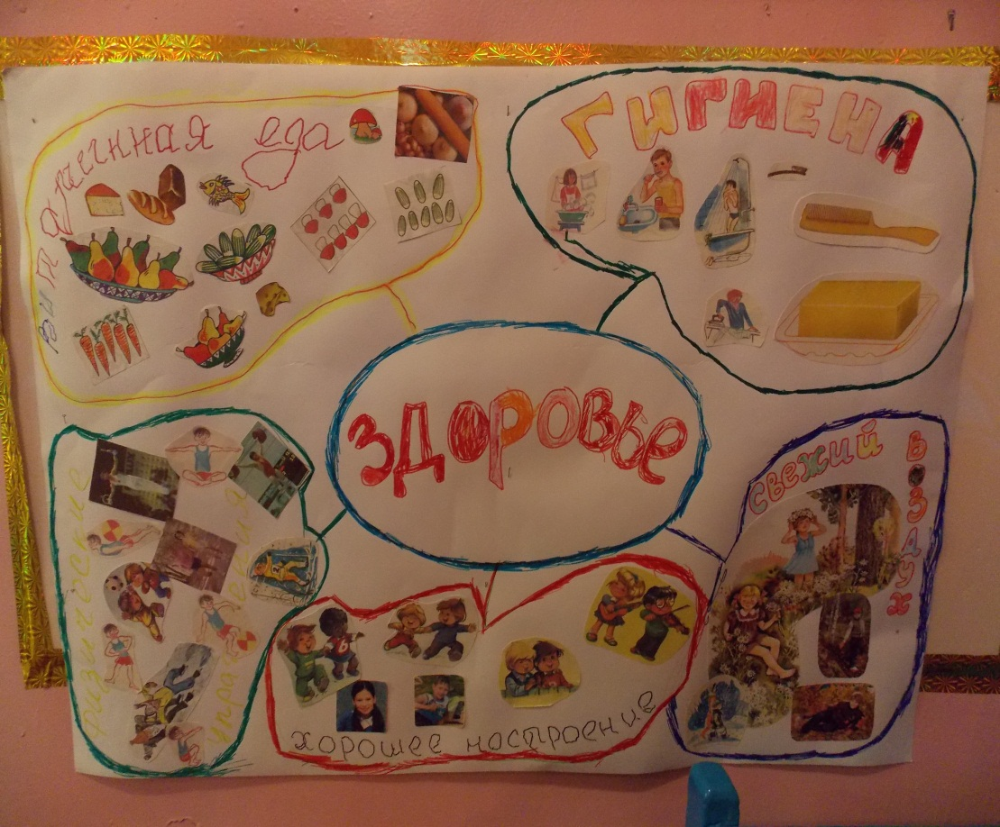 витаминная еда
ГИГИЕНА
ЗДОРОВЬЕ
СВЕЖИЙ
ВОЗДУХ
физические
упражнения
хорошее настроение